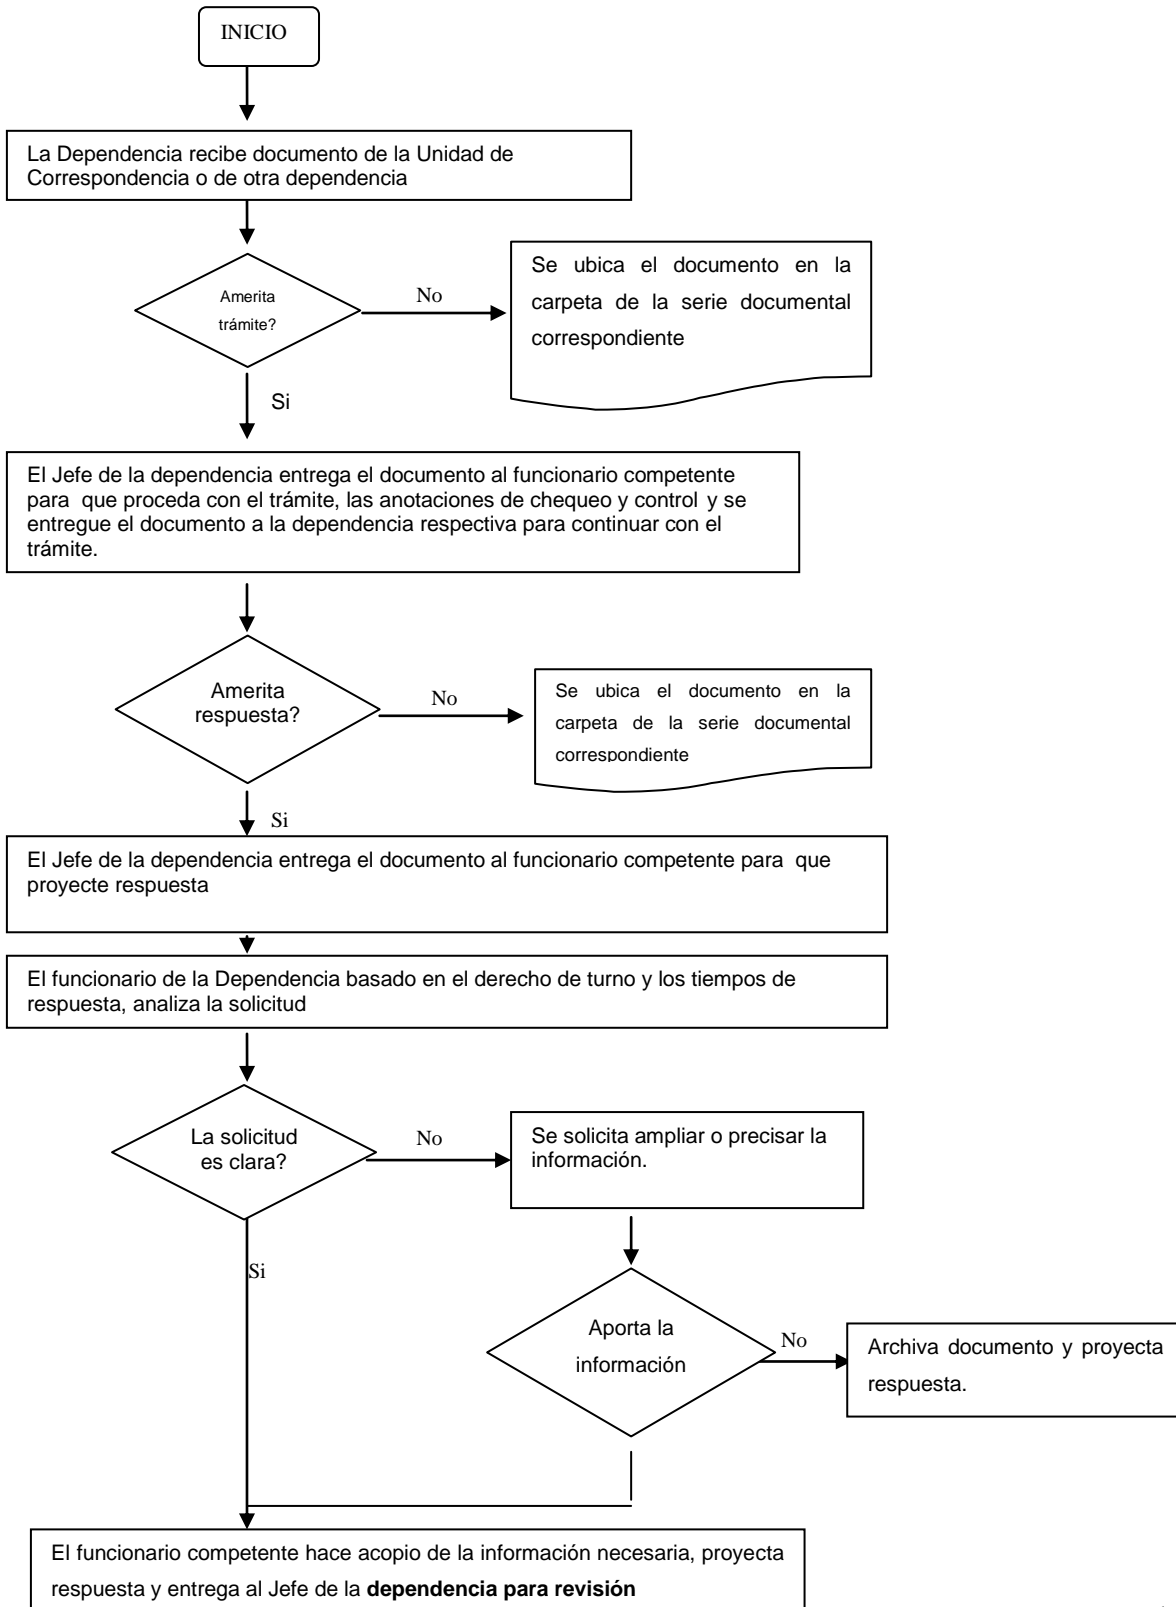 INICIO
La Dependencia recibe documento de la Unidad de
Correspondencia o de otra dependencia
Amerita
trámite?
No
Se ubica el documento en la
carpeta de la serie documental
correspondiente
Si
El Jefe de la dependencia entrega el documento al funcionario competente
para que proceda con el trámite, las anotaciones de chequeo y control y se
entregue el documento a la dependencia respectiva para continuar con el
trámite.
Amerita
respuesta?
No
Se ubica el documento en la
carpeta de la serie documental
correspondiente
Si
El Jefe de la dependencia entrega el documento al funcionario competente para que
proyecte respuesta
El funcionario de la Dependencia basado en el derecho de turno y los tiempos de
respuesta, analiza la solicitud
La solicitud
es clara?
No
Se solicita ampliar o precisar la
información.
Si
Aporta la
información
No
Archiva documento y proyecta
respuesta.
El funcionario competente hace acopio de la información necesaria, proyecta
respuesta y entrega al Jefe de la dependencia para revisión